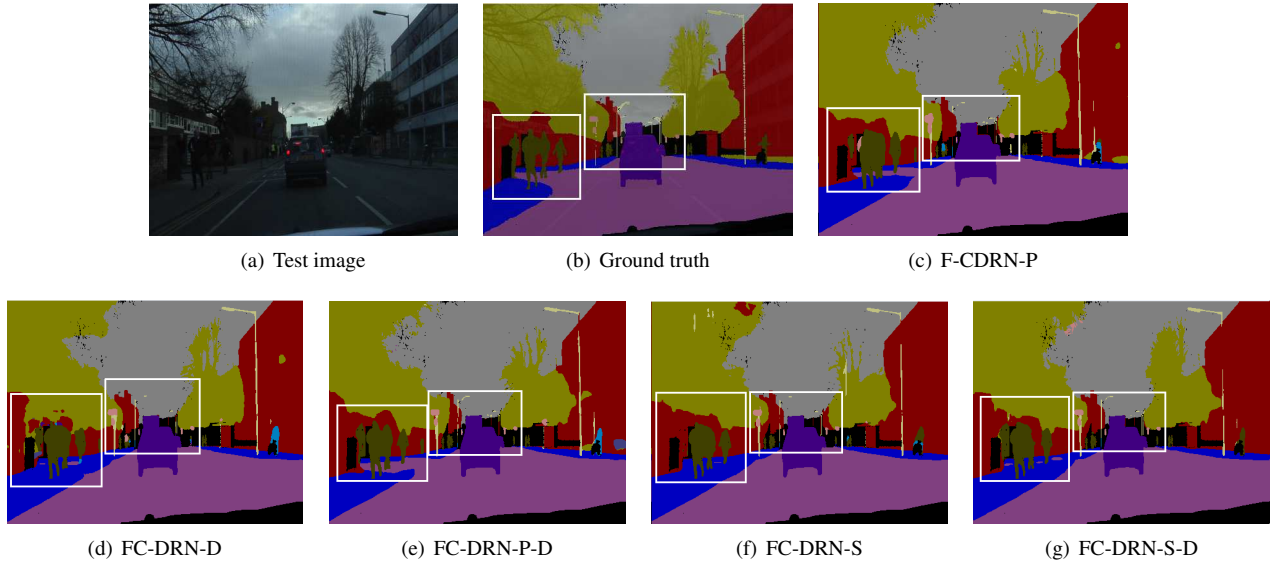 (a) Test image
(b) Ground truth
(c) F-CDRN-P
(d) FC-DRN-D
(e) FC-DRN-P-D
(f) FC-DRN-S
(g) FC-DRN-S-D